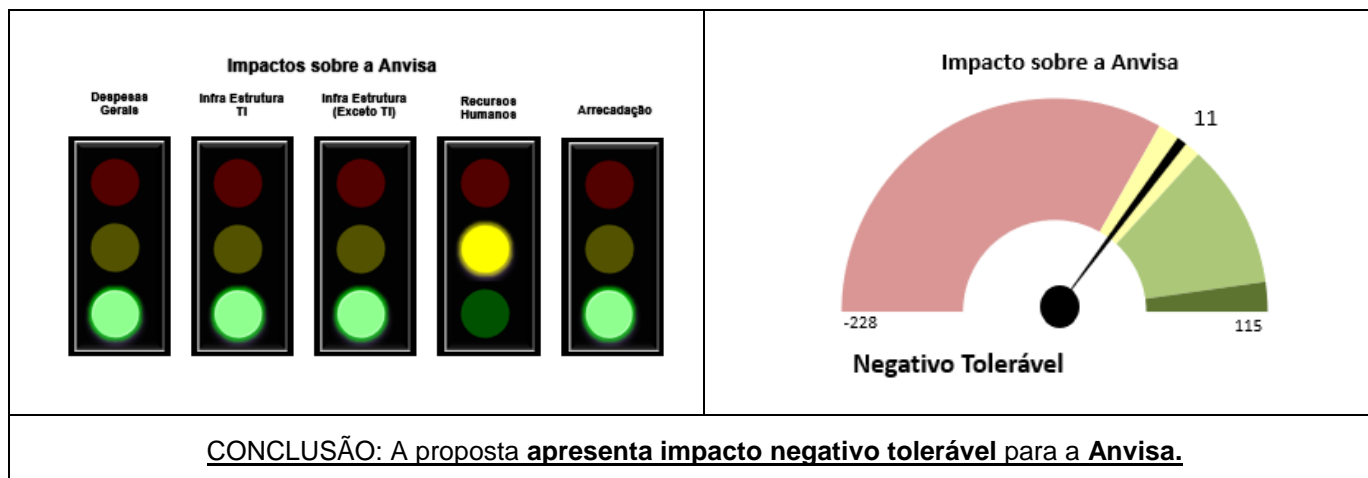 Impactos sobre a Anvisa
Despesas
Gerais
Infra Estrutura
TI
Infra Estrutura
(Exceto TI)
Recursos
Humanos
Arrecadação
Impacto sobre a Anvisa
11
-228
115
Negativo Tolerável
CONCLUSÃO: A proposta apresenta impacto negativo tolerável para a Anvisa.